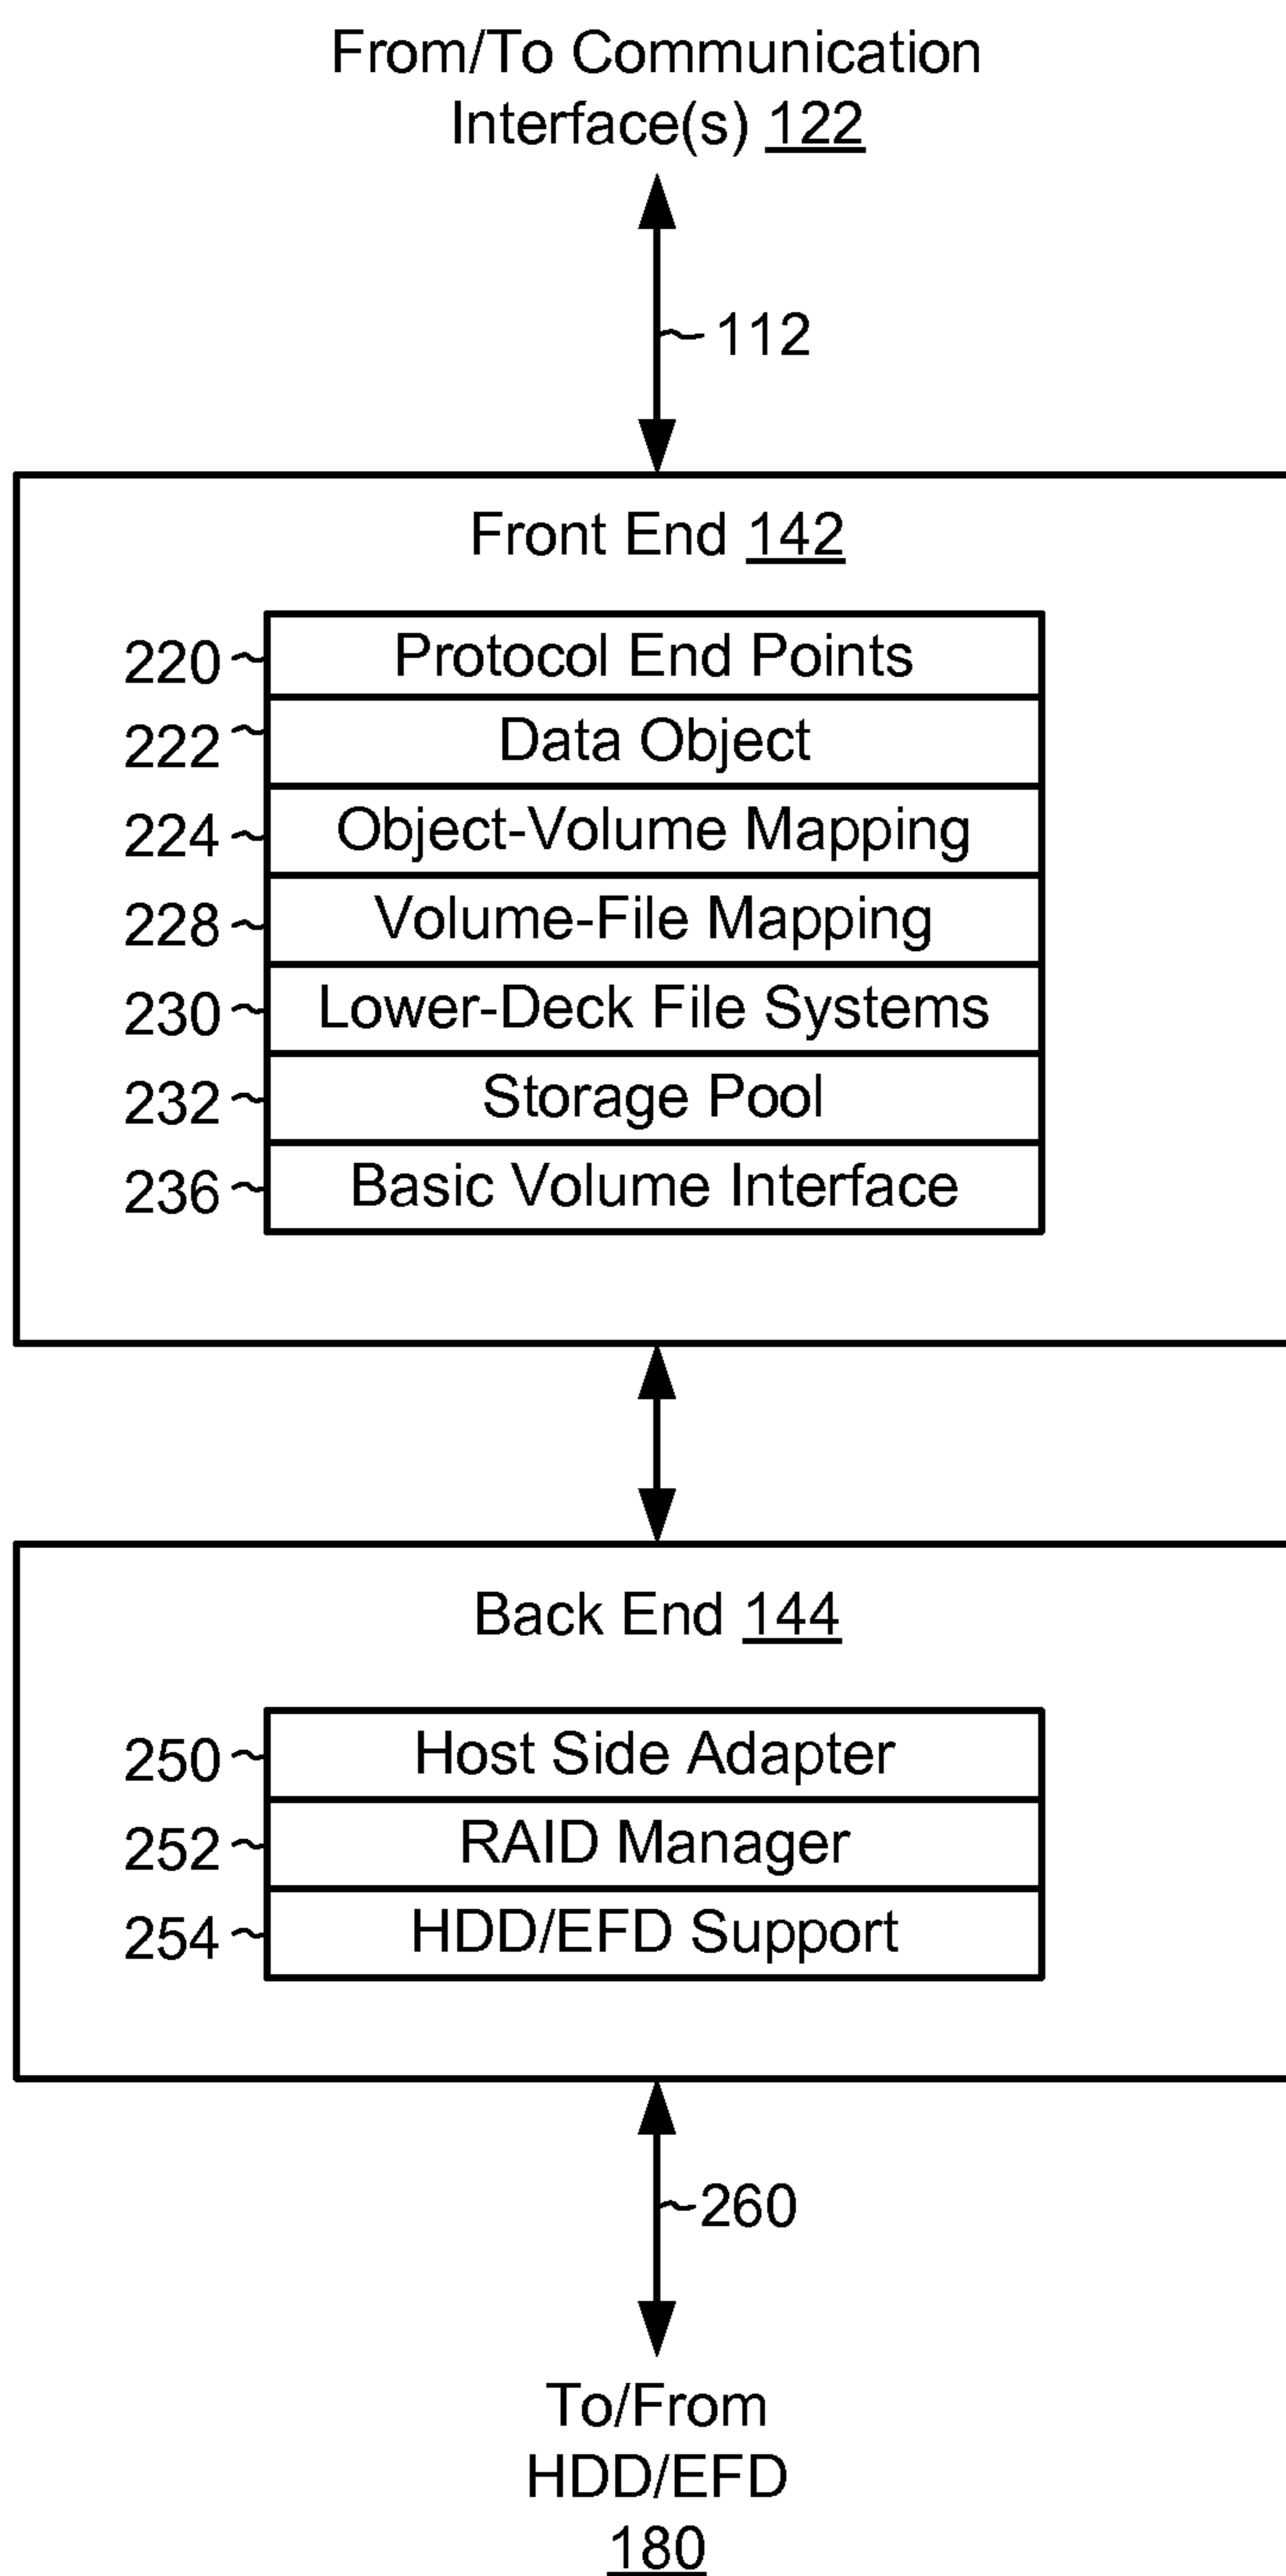 From/To Communication
Interface(s) 122
112
Front End 142
220 Protocol End Points
222 Data Object
224 Object-Volume Mapping
228 Volume-File Mapping
230 Lower-Deck File Systems
232 Storage Pool
236 Basic Volume Interface
Back End 144
250 Host Side Adapter
252 RAID Manager
254 HDD/EFD Support
260
To/From
HDD/EFD
180